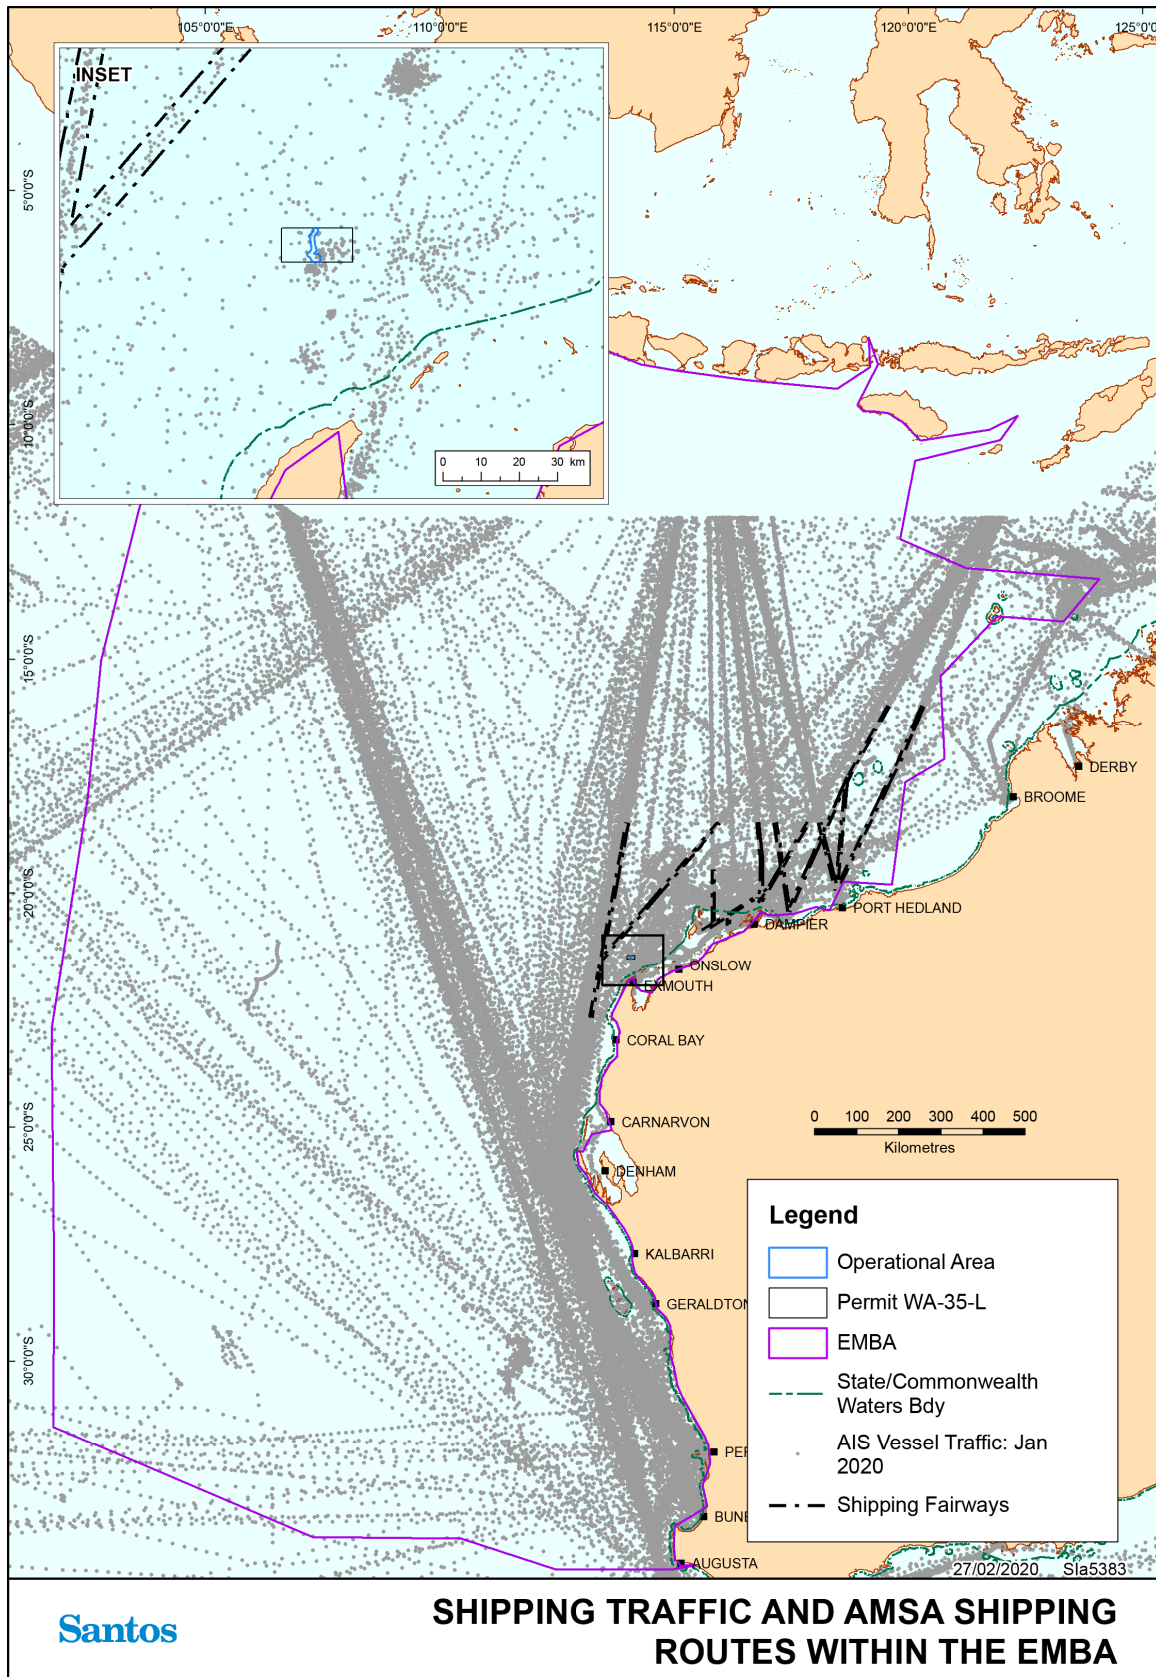 105°0'0"E
110°0'0"E
115°0'0"E
120°0'0"E
125°0'0
INSET
5°0'0"S
10°0'0"S
15°0'0"S
20°0'0"S
25°0'0"S
30°0'0"S
0 10 20 30 km
DERBY
BROOME
PORT HEDLAND
DAMPIER
ONSLOW
EXMOUTH
CORAL BAY
CARNARVON
DENHAM
KALBARRI
GERALDTON
PER
BUNB
AUGUSTA
0 100 200 300 400 500
Kilometres
Legend
Operational Area
Permit WA-35-L
EMBA
State/Commonwealth
Waters Bdy
AIS Vessel Traffic: Jan
2020
Shipping Fairways
27/02/2020 Sla5383
Santos
SHIPPING TRAFFIC AND AMSA SHIPPING
ROUTES WITHIN THE EMBA